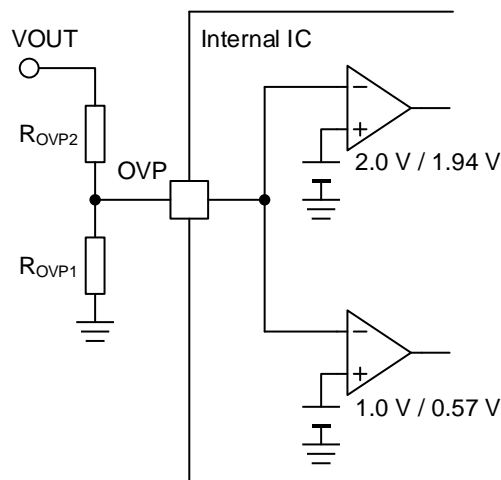 Internal IC
VOUT
ROVP2
OVP
2.0 V / 1.94 V
ROVP1
1.0 V / 0.57 V